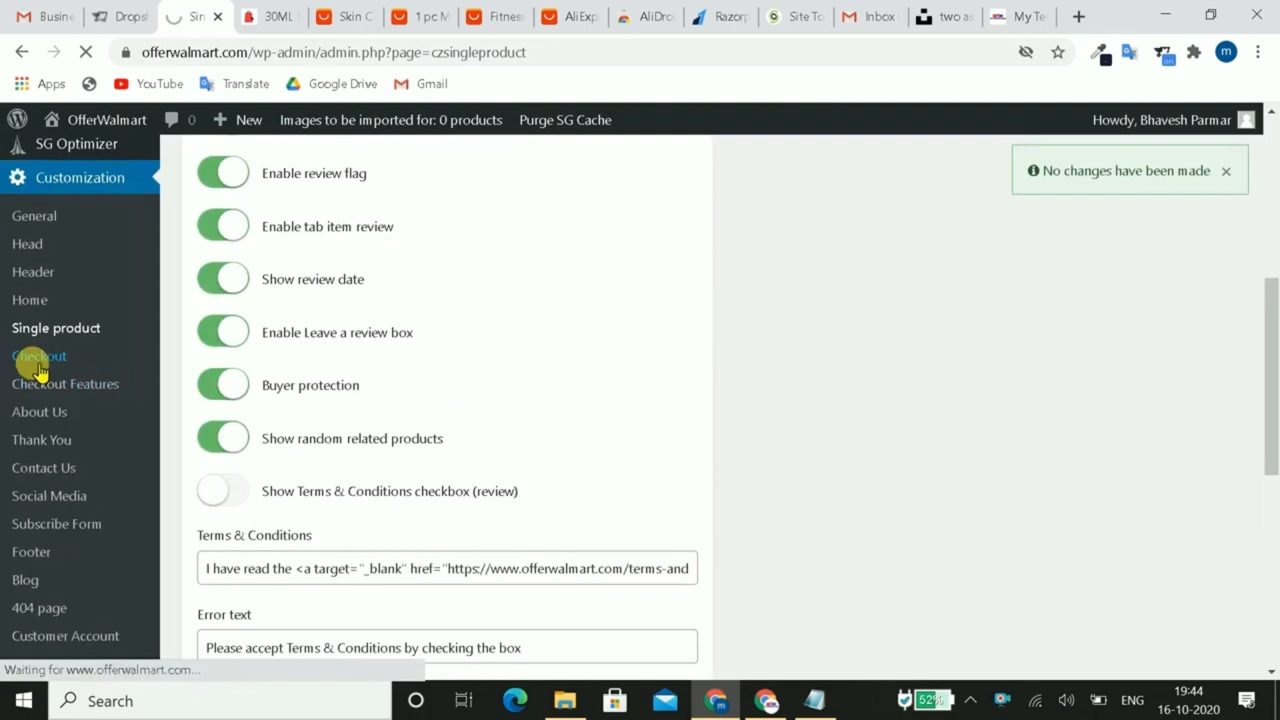 Busine
Drops!
Sin
30ML
Skin C
1 pc M
Fitnes
AliExp
AliDro
Razorp
Site To
Inbox
two as
My Te
offerwalmart.com/wp-admin/admin.php?page=czsingleproduct
m
on
Apps
YouTube
Translate
Google Drive
Gmail
OfferWalmart
0
New
Images to be imported for: 0 products
Purge SG Cache
Howdy, Bhavesh Parmar
SG Optimizer
Customization
General
Head
Header
Home
Single product
Checkout
Checkout Features
About Us
Thank You
Contact Us
Social Media
Subscribe Form
Footer
Blog
404 page
Customer Account
Enable review flag
Enable tab item review
Show review date
Enable Leave a review box
Buyer protection
Show random related products
Show Terms & Conditions checkbox (review)
Terms & Conditions
I have read the <a target="_blank" href="https://www.offerwalmart.com/terms-and
Error text
Please accept Terms & Conditions by checking the box
No changes have been made
Waiting for www.offerwalmart.com...
Search
52%
ENG
19:44
16-10-2020